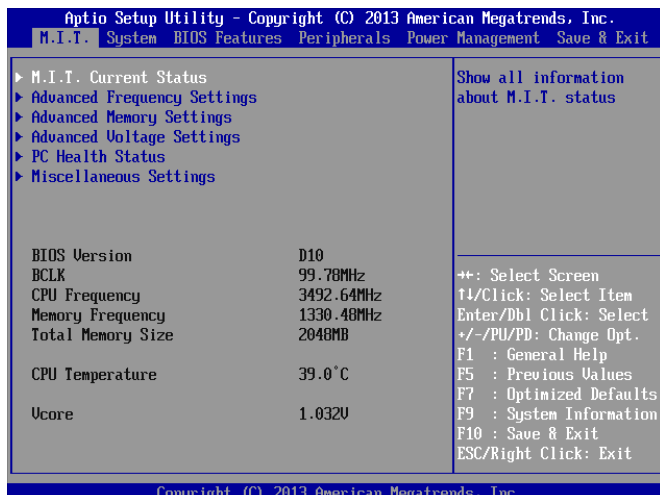 Aptio Setup Utility - Copyright (C) 2013 American Megatrends, Inc.
M.I.T. System BIOS Features Peripherals Power Management Save & Exit
M.I.T. Current Status
Advanced Frequency Settings
Advanced Memory Settings
Advanced Voltage Settings
PC Health Status
Miscellaneous Settings
BIOS Version D10
BCLK 99.78MHz
CPU Frequency 3492.64MHz
Memory Frequency 1330.48MHz
Total Memory Size 2048MB
CPU Temperature 39.0°C
Vcore 1.032V
Show all information
about M.I.T. status
→←: Select Screen
↑↓/Click: Select Item
Enter/Dbl Click: Select
+/-/PU/PD: Change Opt.
F1 : General Help
F5 : Previous Values
F7 : Optimized Defaults
F9 : System Information
F10 : Save & Exit
ESC/Right Click: Exit
Copyright (C) 2013 American Megatrends, Inc.